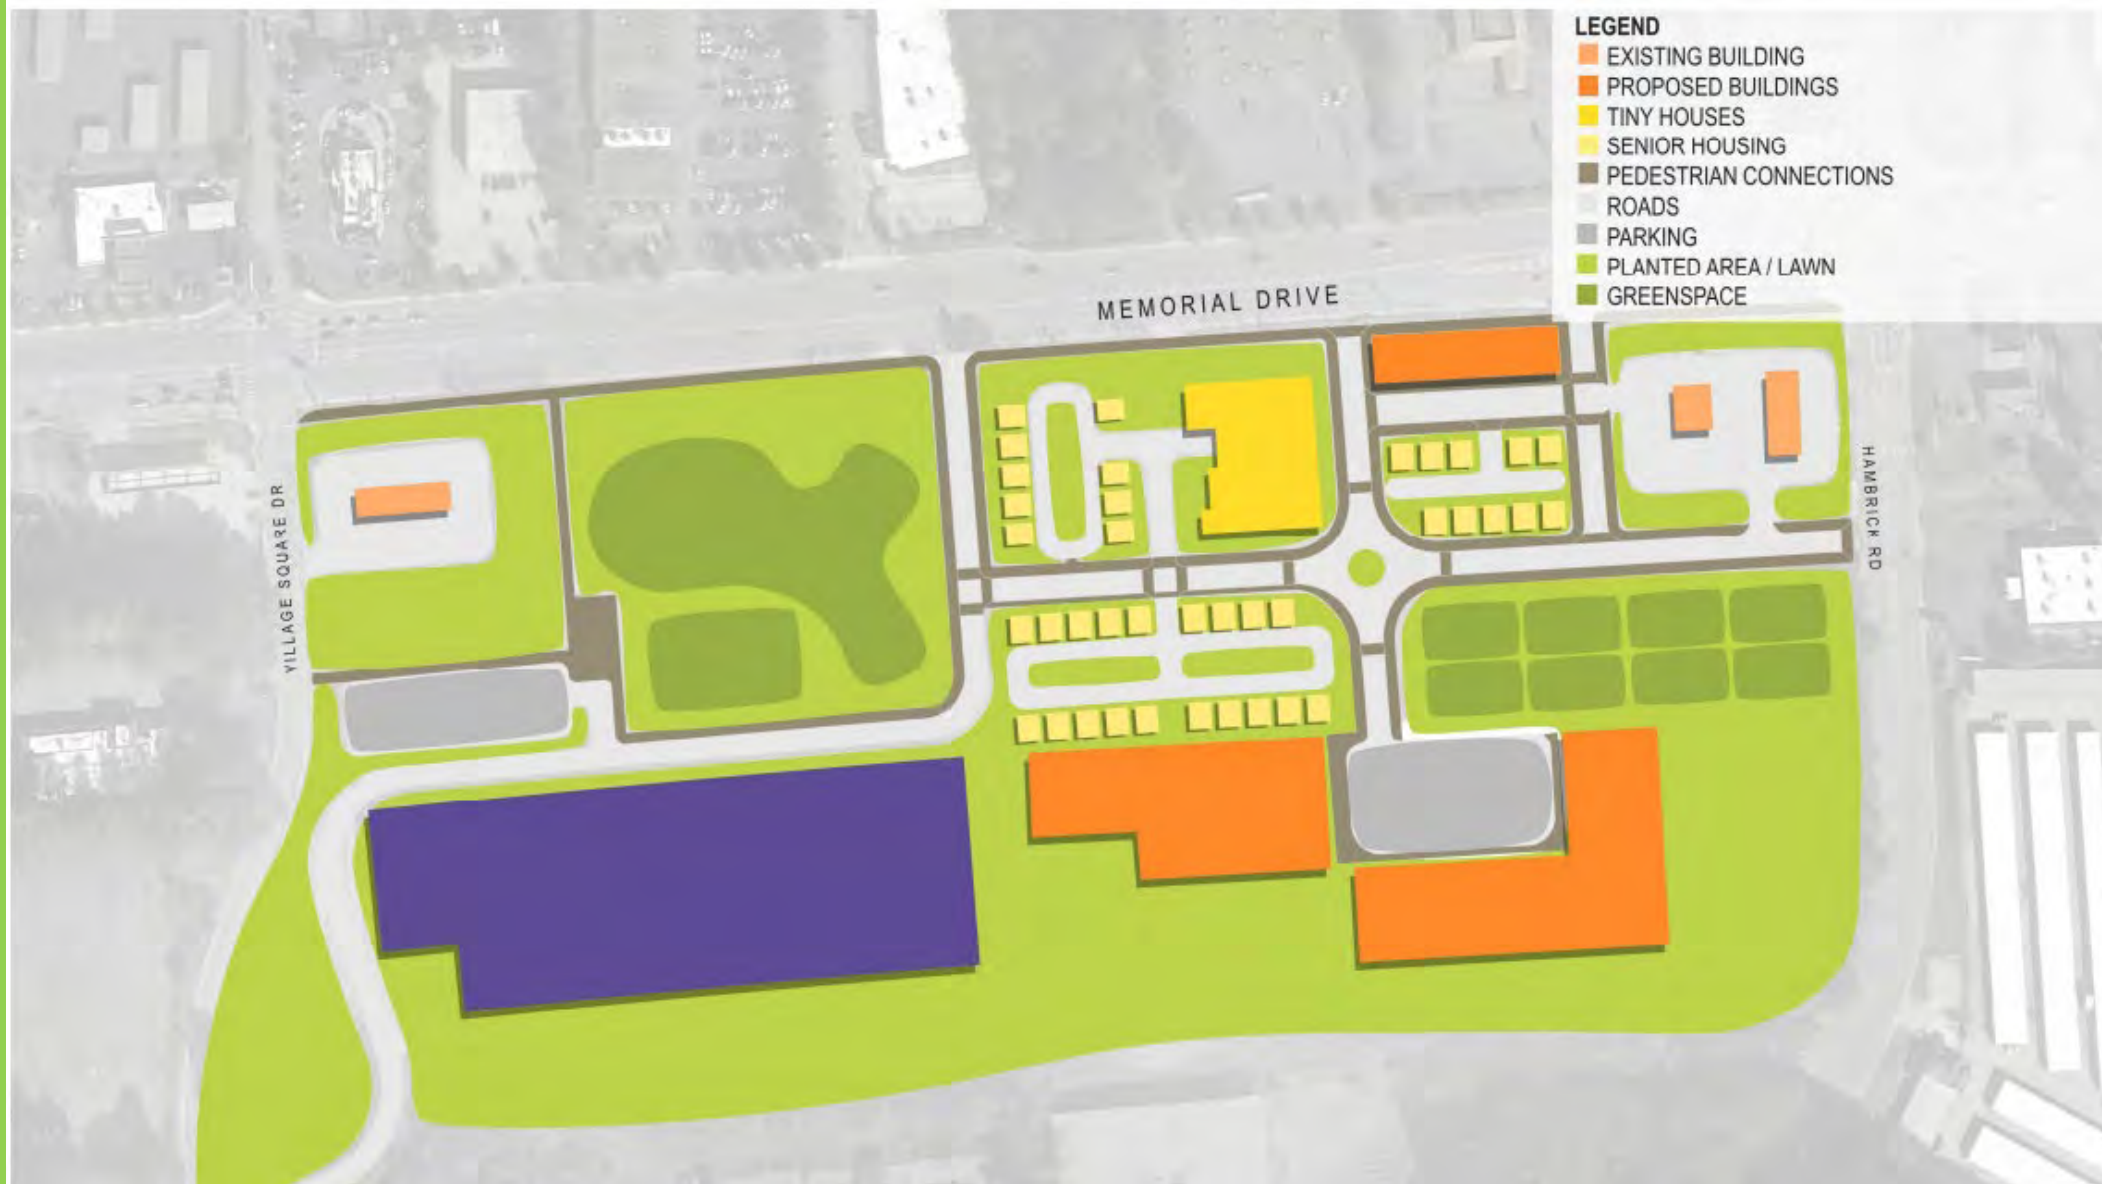 LEGEND
EXISTING BUILDING
PROPOSED BUILDINGS
TINY HOUSES
SENIOR HOUSING
PEDESTRIAN CONNECTIONS
ROADS
PARKING
PLANTED AREA / LAWN
GREENSPACE
MEMORIAL DRIVE
VILLAGE SQUARE DR
HAMBRICK RD